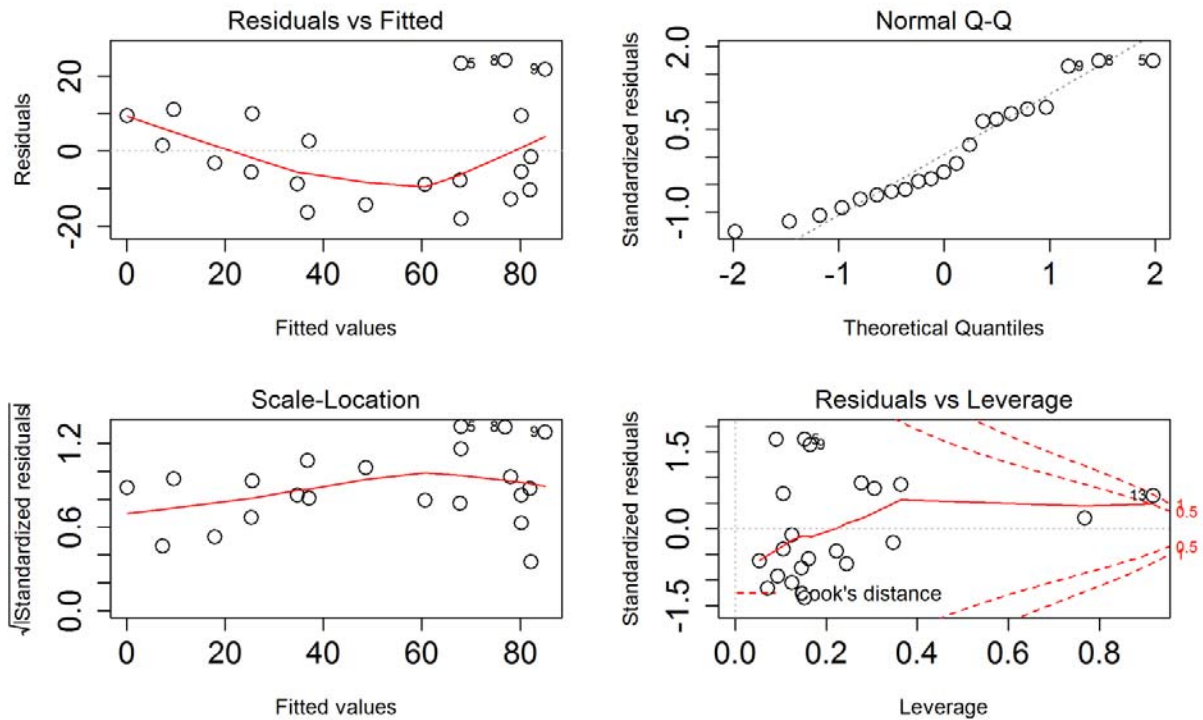 Residuals vs Fitted
Residuals
20
0
-20
5
8
9
0 20 40 60 80
Fitted values
Normal Q-Q
Standardized residuals
2.0
0.5
-1.0
9
8
5
-2 -1 0 1 2
Theoretical Quantiles
Scale-Location
√|Standardized residuals|
1.2
0.6
0.0
5
8
9
0 20 40 60 80
Fitted values
Residuals vs Leverage
Standardized residuals
1.5
0.0
-1.5
9
13
1
0.5
0.5
1
Cook's distance
0.0 0.2 0.4 0.6 0.8
Leverage